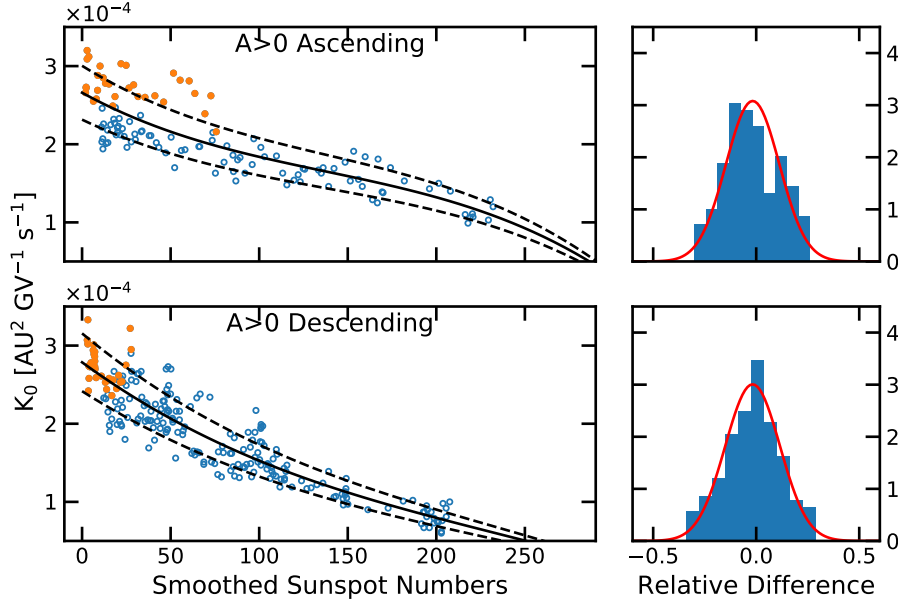 ×10⁻⁴
A>0 Ascending
3
2
1
4
3
2
1
0
K₀ [AU² GV⁻¹ s⁻¹]
×10⁻⁴
A>0 Descending
3
2
1
4
3
2
1
0
0 50 100 150 200 250
−0.5 0.0 0.5
Smoothed Sunspot Numbers
Relative Difference